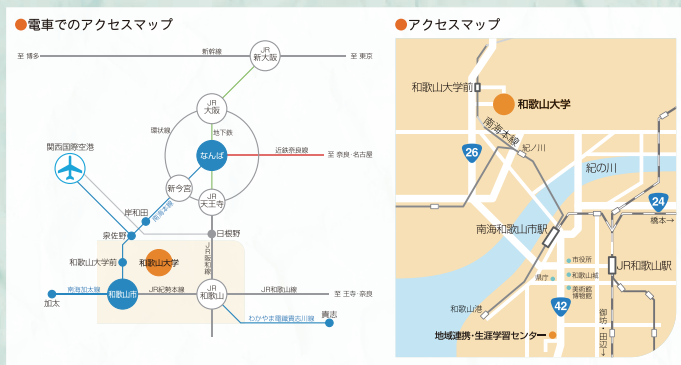 ●電車でのアクセスマップ
至 博多
新幹線
JR
新大阪
至 東京
JR
大阪
環状線
地下鉄
関西国際空港
なんば
近鉄奈良線
至 奈良・名古屋
新今宮
JR
天王寺
岸和田
南海本線
泉佐野
日根野
和歌山大学前
和歌山大学
JR阪和線
南海加太線
JR紀勢本線
JR和歌山線
至 王寺・奈良
加太
和歌山市
JR
和歌山
わかやま電鐵貴志川線
貴志
●アクセスマップ
和歌山大学前
和歌山大学
南海本線
26
紀ノ川
紀の川
24
橋本→
南海和歌山市駅
市役所
県庁
和歌山城
JR和歌山駅
美術館
博物館
42
和歌山港
御坊・田辺→
地域連携・生涯学習センター